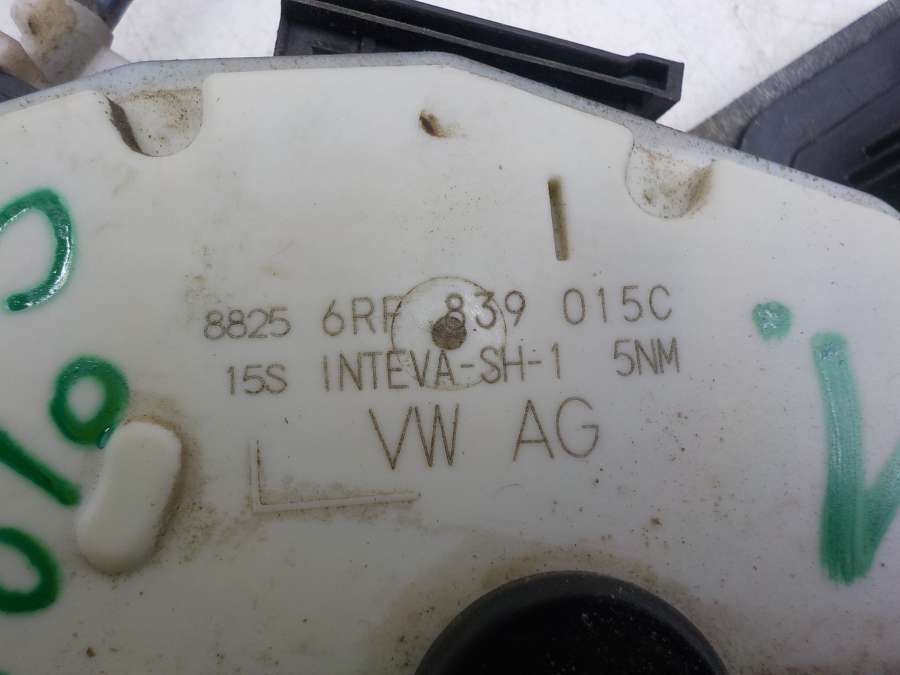 8825 6RF 839 015C
15S INTEVA-SH-1 5NM
VW AG